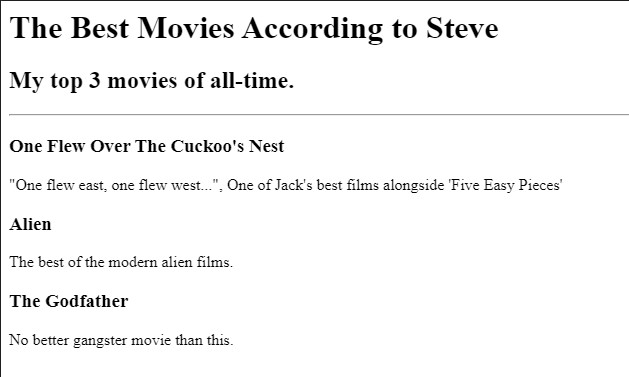 The Best Movies According to Steve
My top 3 movies of all-time.
One Flew Over The Cuckoo's Nest
"One flew east, one flew west...", One of Jack's best films alongside 'Five Easy Pieces'
Alien
The best of the modern alien films.
The Godfather
No better gangster movie than this.